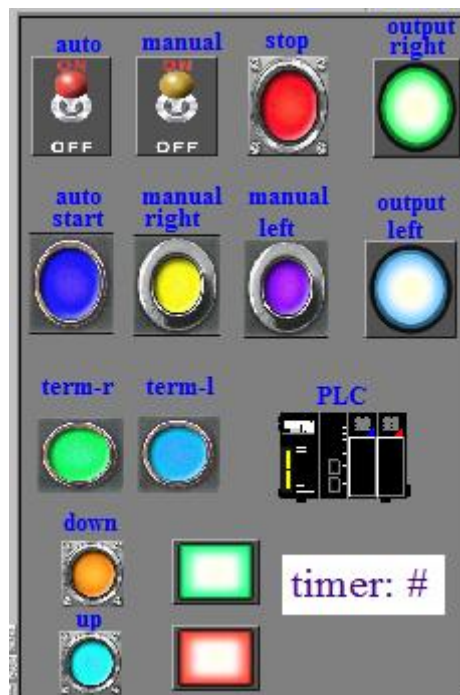 auto manual stop output
right
ON ON
OFF OFF
auto manual manual output
start right left left
term-r term-l PLC
down
timer: #
up